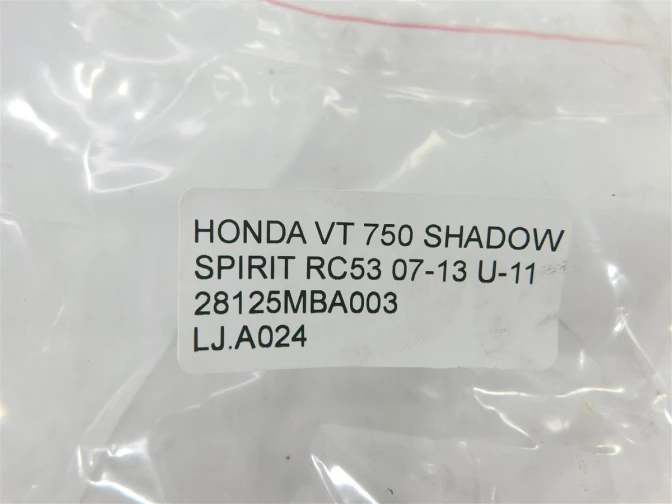 HONDA VT 750 SHADOW
SPIRIT RC53 07-13 U-11
28125MBA003
LJ.A024